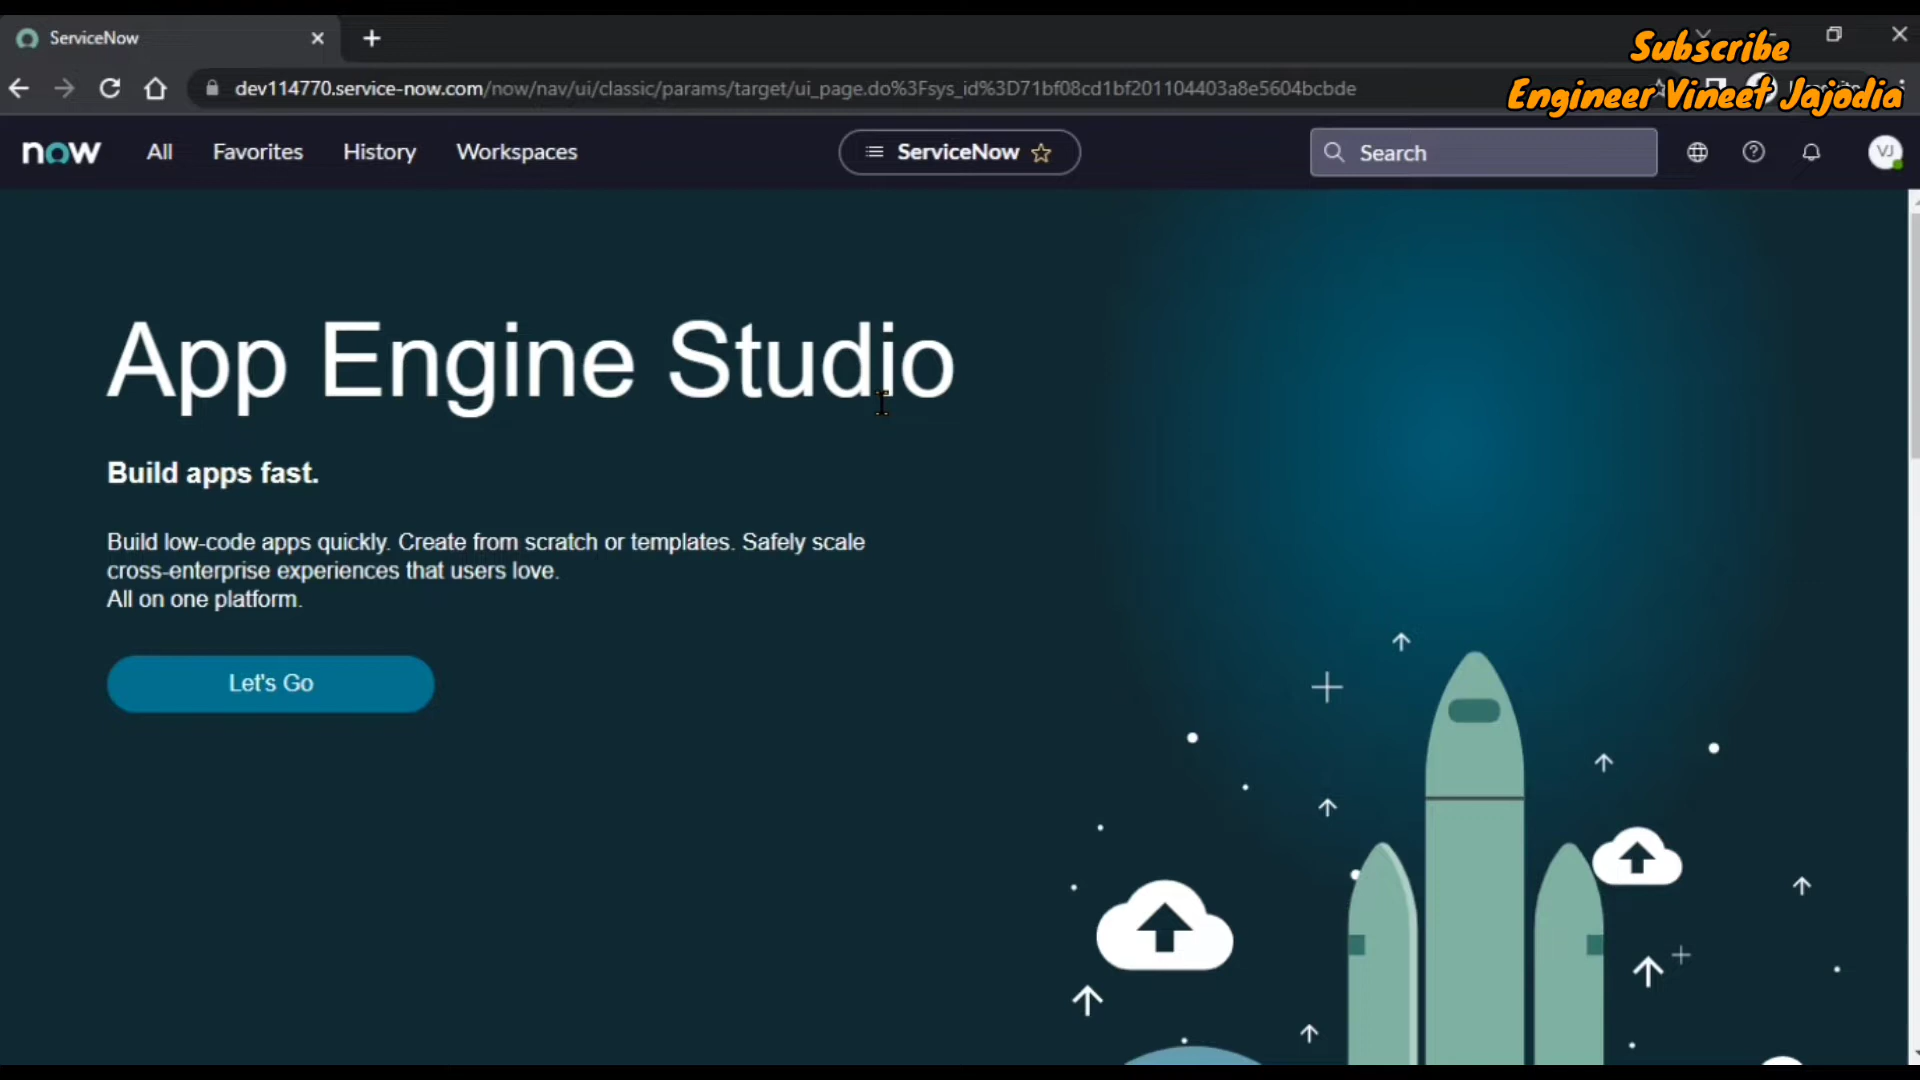 ServiceNow
Subscribe
dev114770.service-now.com/now/nav/ui/classic/params/target/ui_page.do%3Fsys_id%3D71bf08cd1bf201104403a8e5604bcbde
Engineer Vineet Jajodia
now
All
Favorites
History
Workspaces
ServiceNow
Search
VJ
App Engine Studio
Build apps fast.
Build low-code apps quickly. Create from scratch or templates. Safely scale
cross-enterprise experiences that users love.
All on one platform.
Let's Go